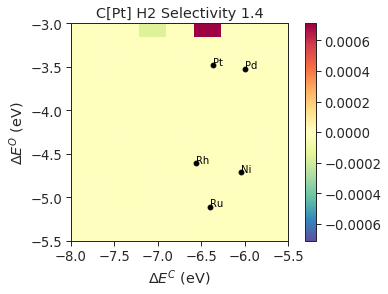 C[Pt] H2 Selectivity 1.4
−3.0
−3.5
−4.0
−4.5
−5.0
−5.5
ΔE^O (eV)
Pt
Pd
Rh
Ni
Ru
−8.0 −7.5 −7.0 −6.5 −6.0 −5.5
ΔE^C (eV)
0.0006
0.0004
0.0002
0.0000
−0.0002
−0.0004
−0.0006